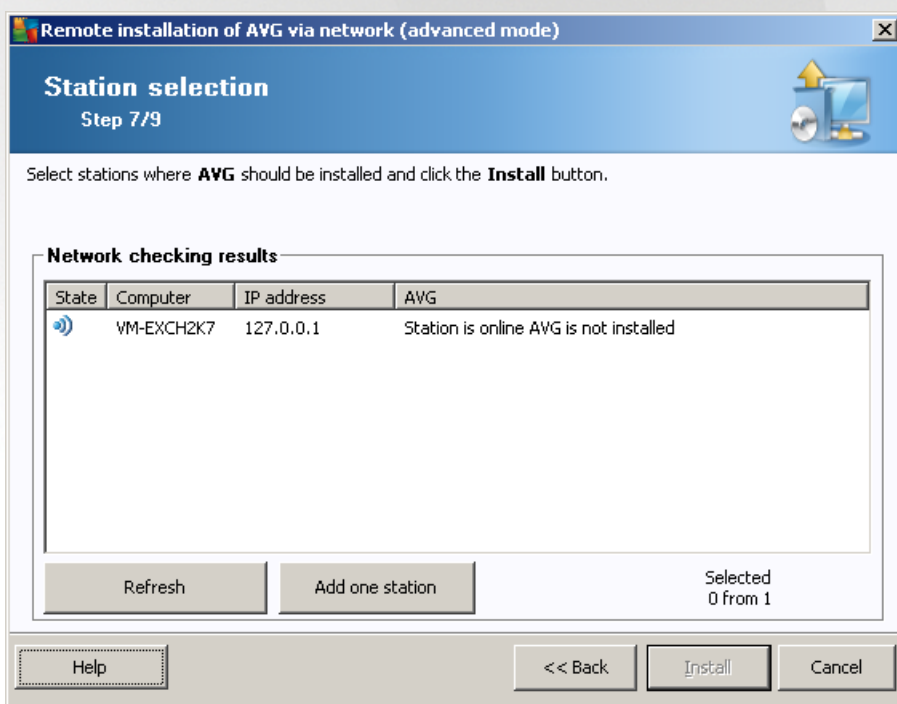 Remote installation of AVG via network (advanced mode)
Station selection
Step 7/9
Select stations where AVG should be installed and click the Install button.
Network checking results
State Computer IP address AVG
VM-EXCH2K7 127.0.0.1 Station is online AVG is not installed
Refresh Add one station
Selected
0 from 1
Help << Back Install Cancel